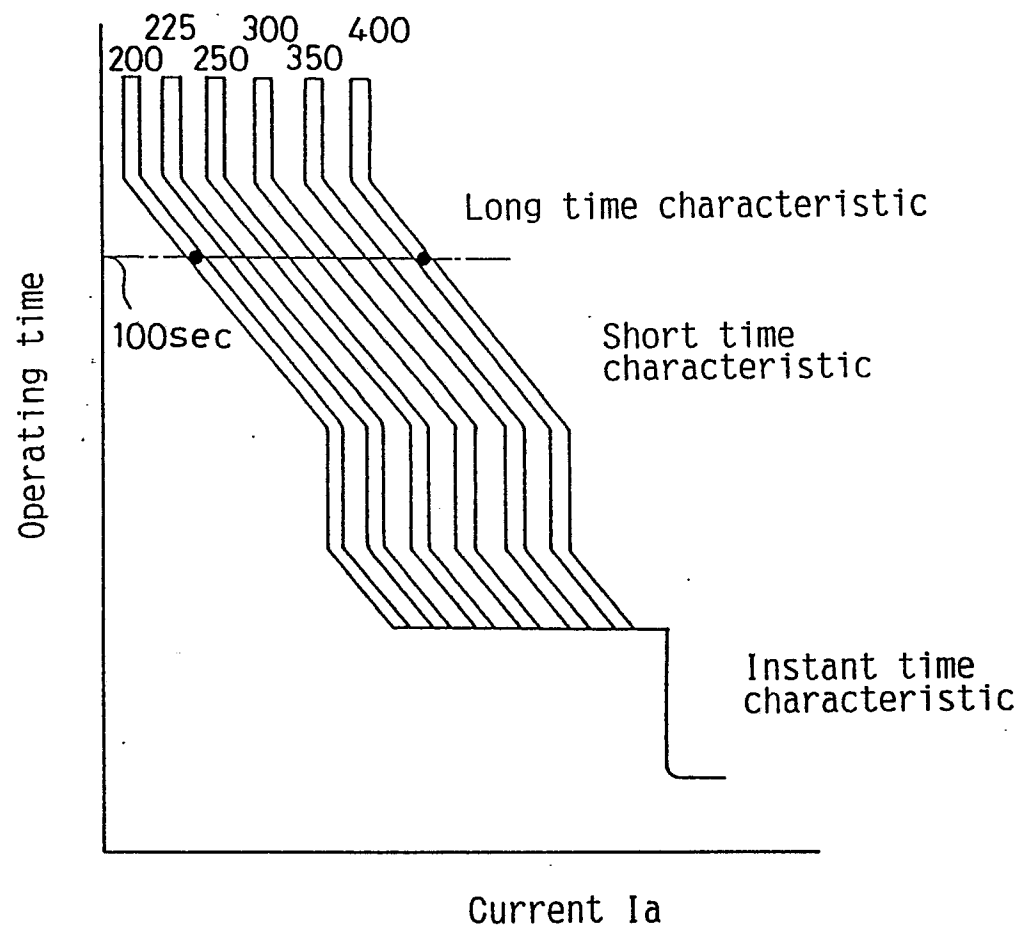 225 300 400
200 250 350
Long time characteristic
100sec
Short time
characteristic
Operating time
Instant time
characteristic
Current Ia